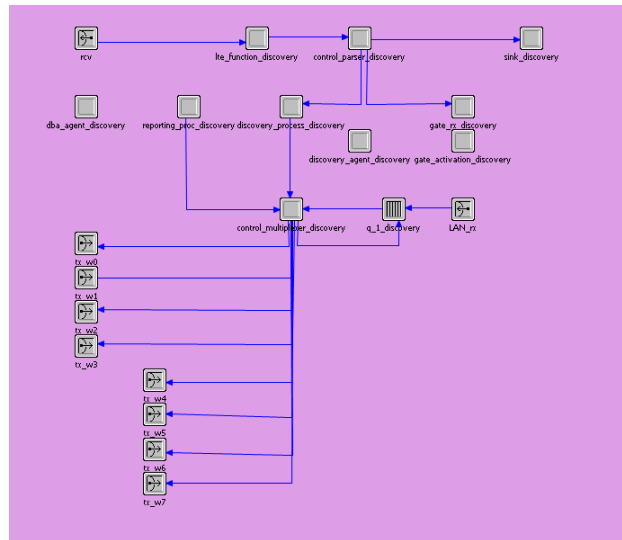 rcv
lte_function_discovery
control_parser_discovery
sink_discovery
dba_agent_discovery
reporting_proc_discovery
discovery_process_discovery
gate_rx_discovery
discovery_agent_discovery
gate_activation_discovery
control_multiplexer_discovery
q_1_discovery
LAN_rx
tx_w0
tx_w1
tx_w2
tx_w3
tx_w4
tx_w5
tx_w6
tx_w7